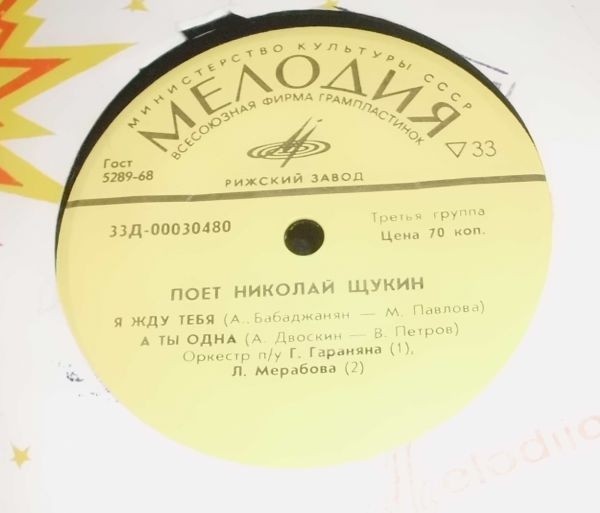 МИНИСТЕРСТВО КУЛЬТУРЫ СССР
МЕЛОДИЯ
ВСЕСОЮЗНАЯ ФИРМА ГРАМПЛАСТИНОК
Гост
5289-68
▽33
РИЖСКИЙ ЗАВОД
33Д-00030480
Третья группа
Цена 70 коп.
ПОЕТ НИКОЛАЙ ЩУКИН
Я ЖДУ ТЕБЯ (А. Бабаджанян — М. Павлова)
А ТЫ ОДНА (А. Двоскин — В. Петров)
Оркестр п/у Г. Гараняна (1),
Л. Мерабова (2)
Melodiia